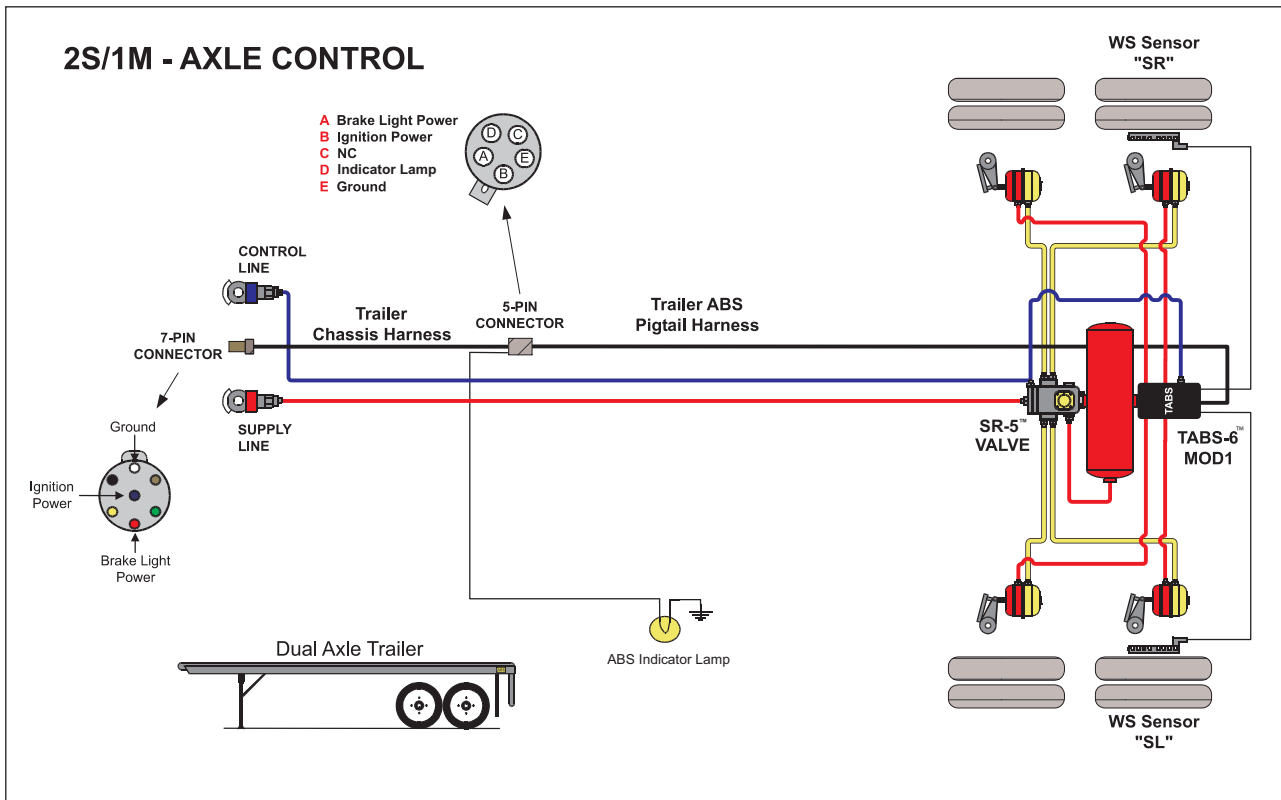 2S/1M - AXLE CONTROL
WS Sensor
"SR"
A Brake Light Power
B Ignition Power
C NC
D Indicator Lamp
E Ground
D
C
A
E
B
CONTROL
LINE
5-PIN
CONNECTOR
Trailer
Chassis Harness
Trailer ABS
Pigtail Harness
7-PIN
CONNECTOR
SUPPLY
LINE
SR-5™
VALVE
TABS
TABS-6™
MOD1
Ground
Ignition
Power
Brake Light
Power
Dual Axle Trailer
ABS Indicator Lamp
WS Sensor
"SL"